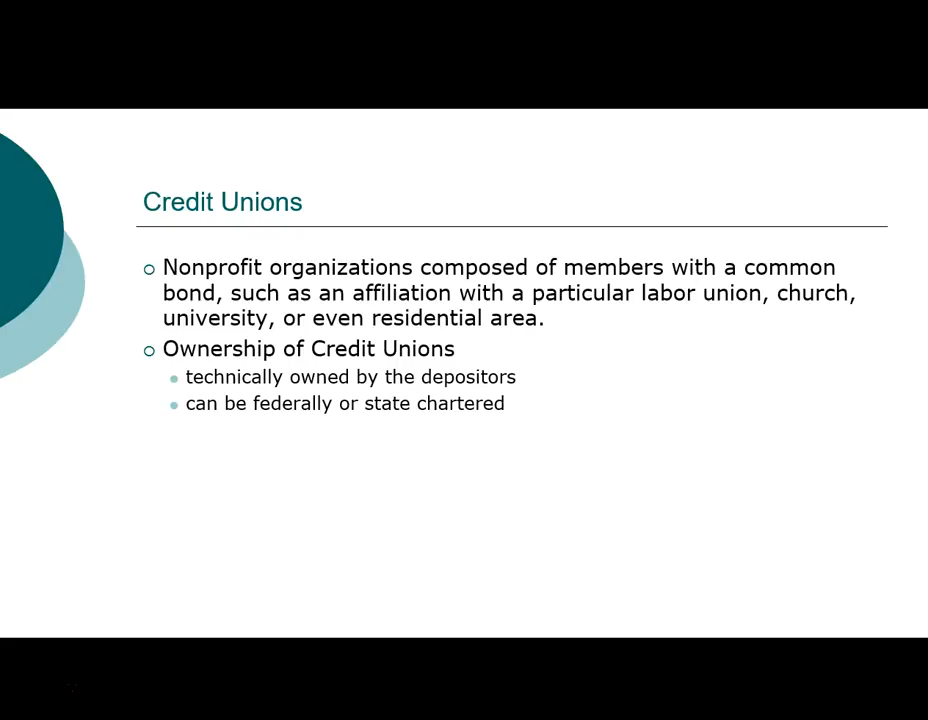 Credit Unions
Nonprofit organizations composed of members with a common
bond, such as an affiliation with a particular labor union, church,
university, or even residential area.
Ownership of Credit Unions
technically owned by the depositors
can be federally or state chartered